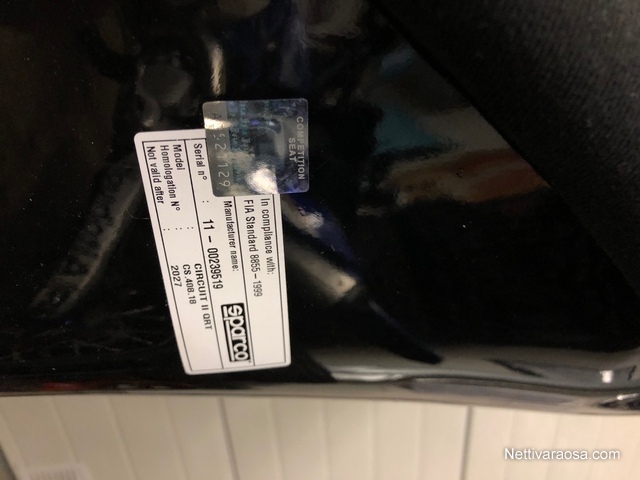 COMPETITION
SEAT
In compliance with:
FIA Standard 8855-1999
Manufacturer name:
sparco
Serial n° : 11 - 00239519
Model : CIRCUIT II QRT
Homologation N° : CS.408.18
Not valid after : 2027
Nettivaraosa.com